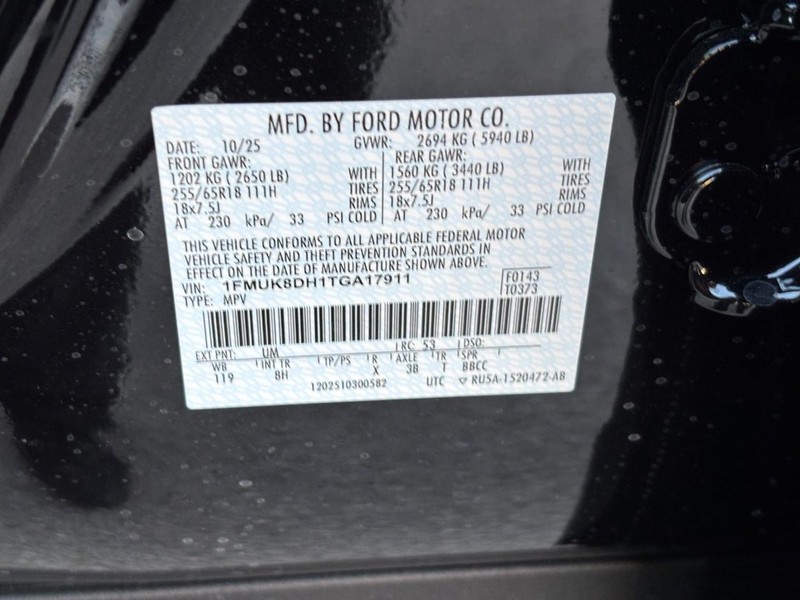 MFD. BY FORD MOTOR CO.
DATE: 10/25 GVWR: 2694 KG ( 5940 LB)
FRONT GAWR: REAR GAWR:
1202 KG ( 2650 LB) WITH 1560 KG ( 3440 LB) WITH
255/65R18 111H TIRES 255/65R18 111H TIRES
18x7.5J RIMS 18x7.5J RIMS
AT 230 kPa/ 33 PSI COLD AT 230 kPa/ 33 PSI COLD
THIS VEHICLE CONFORMS TO ALL APPLICABLE FEDERAL MOTOR
VEHICLE SAFETY AND THEFT PREVENTION STANDARDS IN
EFFECT ON THE DATE OF MANUFACTURE SHOWN ABOVE.
VIN: 1FMUK8DH1TGA17911 F0143
TYPE: MPV T0373
EXT PNT: UM RC: 53 DSO:
WB INT TR TP/PS R AXLE TR SPR
119 8H X 3B T BBCC
1202510300582 UTC ▽ RU5A-1520472-AB